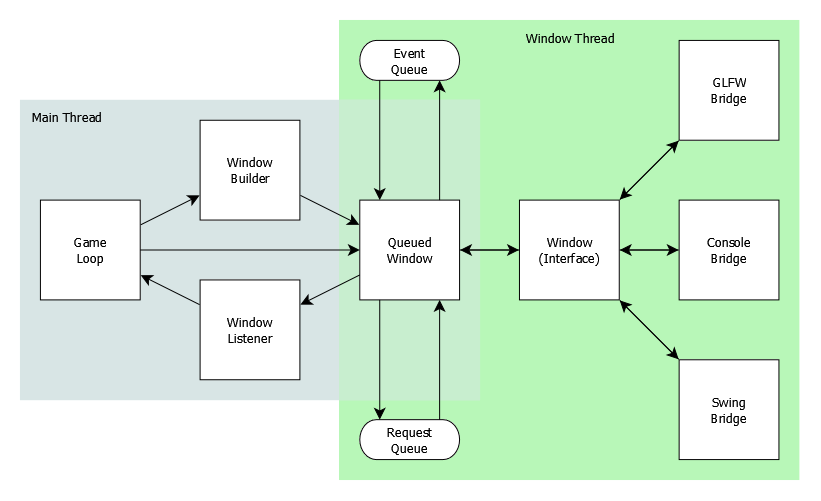 Window Thread
Event
Queue
GLFW
Bridge
Main Thread
Window
Builder
Game
Loop
Queued
Window
Window
(Interface)
Console
Bridge
Window
Listener
Request
Queue
Swing
Bridge